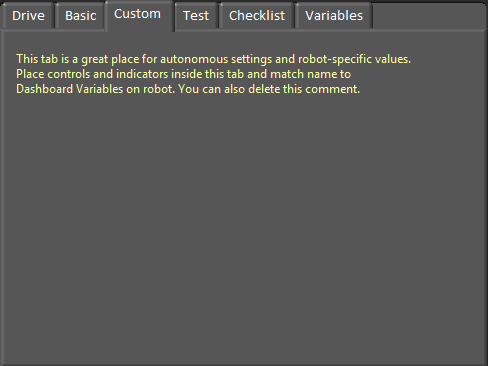 Drive Basic Custom Test Checklist Variables
This tab is a great place for autonomous settings and robot-specific values.
Place controls and indicators inside this tab and match name to
Dashboard Variables on robot. You can also delete this comment.